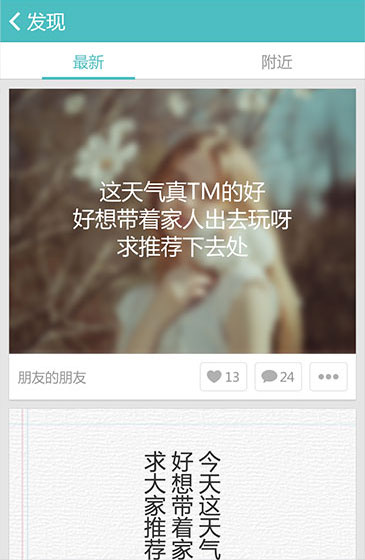 发现
最新
附近
这天气真TM的好
好想带着家人出去玩呀
求推荐下去处
朋友的朋友
13
24
今天这天气
好想带着家
求大家推荐